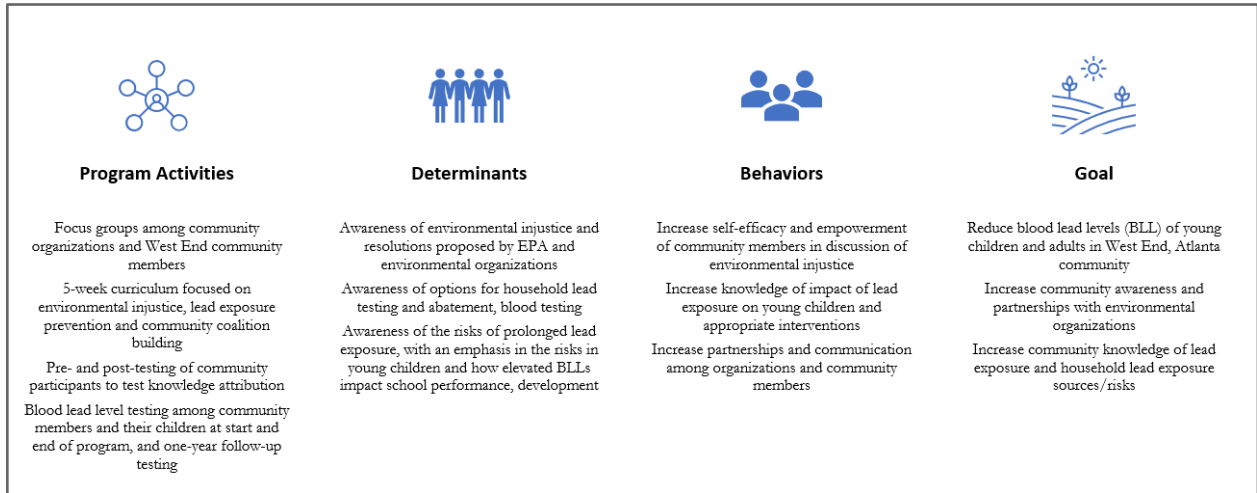 Program Activities
Focus groups among community
organizations and West End community
members
5-week curriculum focused on
environmental injustice, lead exposure
prevention and community coalition
building
Pre- and post-testing of community
participants to test knowledge attribution
Blood lead level testing among community
members and their children at start and
end of program, and one-year follow-up
testing
Determinants
Awareness of environmental injustice and
resolutions proposed by EPA and
environmental organizations
Awareness of options for household lead
testing and abatement, blood testing
Awareness of the risks of prolonged lead
exposure, with an emphasis in the risks in
young children and how elevated BLLs
impact school performance, development
Behaviors
Increase self-efficacy and empowerment
of community members in discussion of
environmental injustice
Increase knowledge of impact of lead
exposure on young children and
appropriate interventions
Increase partnerships and communication
among organizations and community
members
Goal
Reduce blood lead levels (BLL) of young
children and adults in West End, Atlanta
community
Increase community awareness and
partnerships with environmental
organizations
Increase community knowledge of lead
exposure and household lead exposure
sources/risks